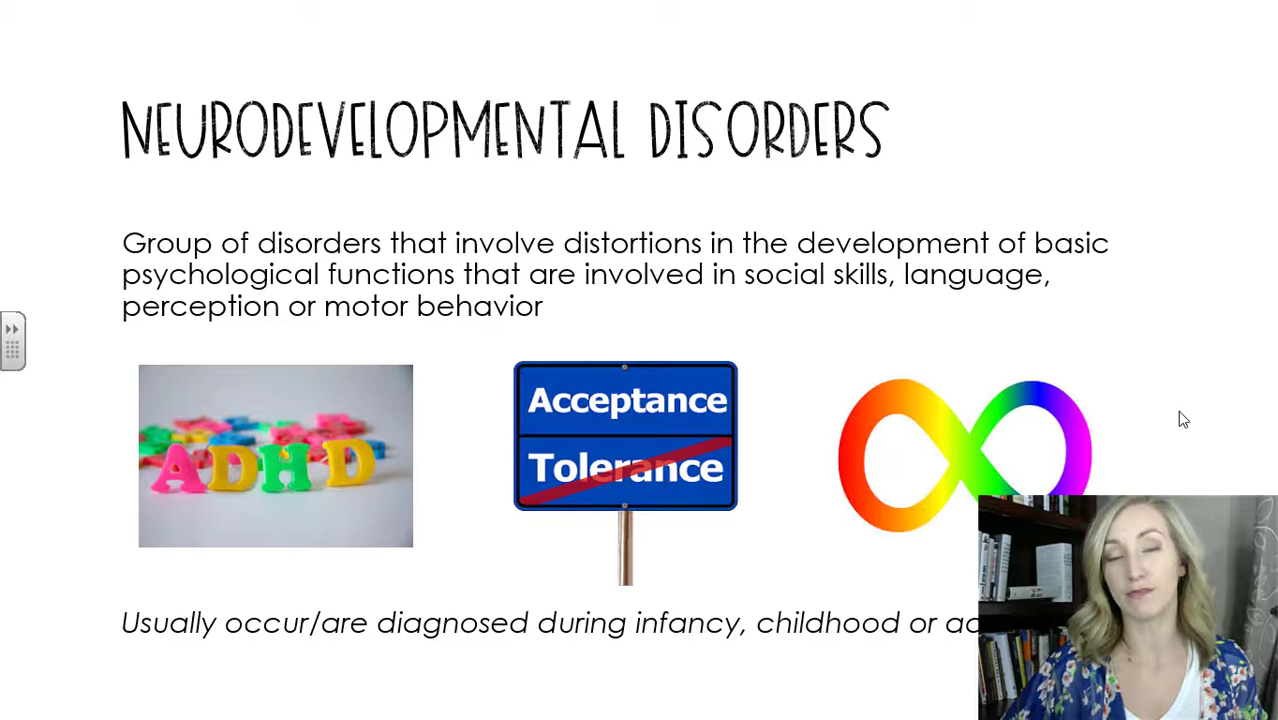 NEURODEVELOPMENTAL DISORDERS
Group of disorders that involve distortions in the development of basic
psychological functions that are involved in social skills, language,
perception or motor behavior
ADHD
Acceptance
Tolerance
Usually occur/are diagnosed during infancy, childhood or